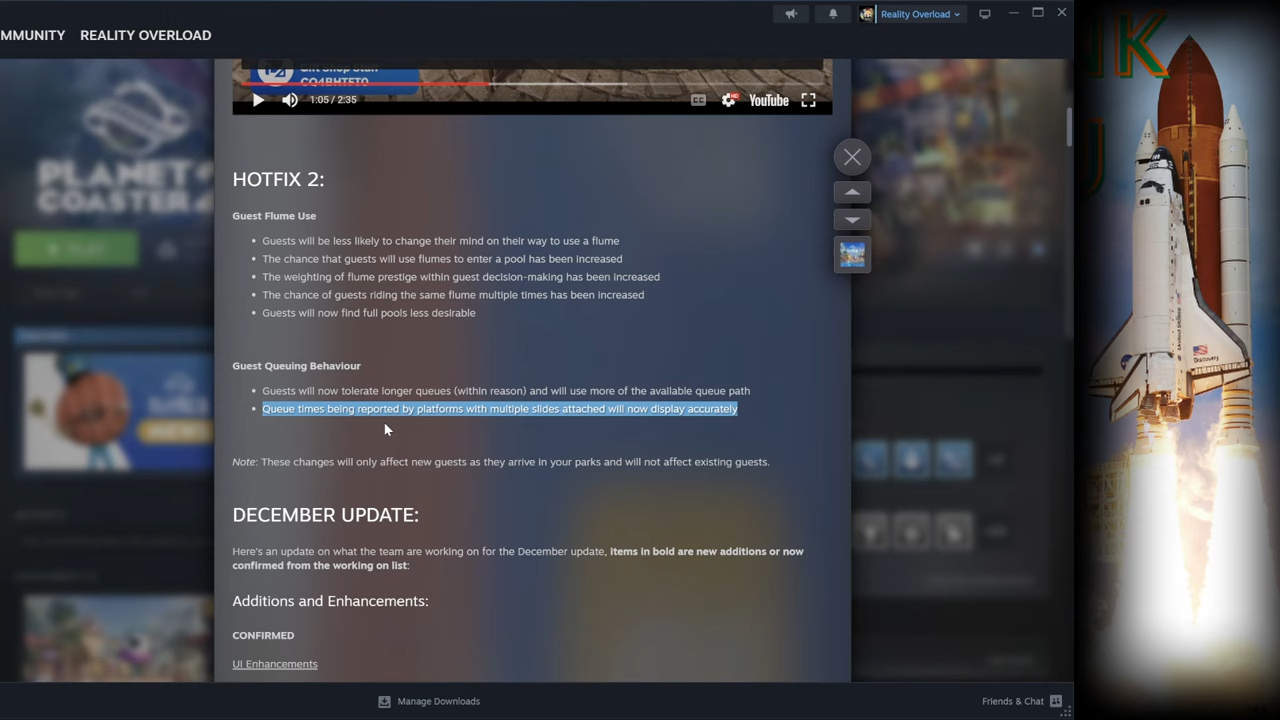 Reality Overload
MMUNITY REALITY OVERLOAD
1:05 / 2:35
HD
YouTube
PLANET COASTER
HOTFIX 2:
Guest Flume Use
• Guests will be less likely to change their mind on their way to use a flume
• The chance that guests will use flumes to enter a pool has been increased
• The weighting of flume prestige within guest decision-making has been increased
• The chance of guests riding the same flume multiple times has been increased
• Guests will now find full pools less desirable
Guest Queuing Behaviour
• Guests will now tolerate longer queues (within reason) and will use more of the available queue path
• Queue times being reported by platforms with multiple slides attached will now display accurately
Note: These changes will only affect new guests as they arrive in your parks and will not affect existing guests.
DECEMBER UPDATE:
Here's an update on what the team are working on for the December update, items in bold are new additions or now
confirmed from the working on list:
Additions and Enhancements:
CONFIRMED
UI Enhancements
Manage Downloads
Friends & Chat
K
United States
Discovery